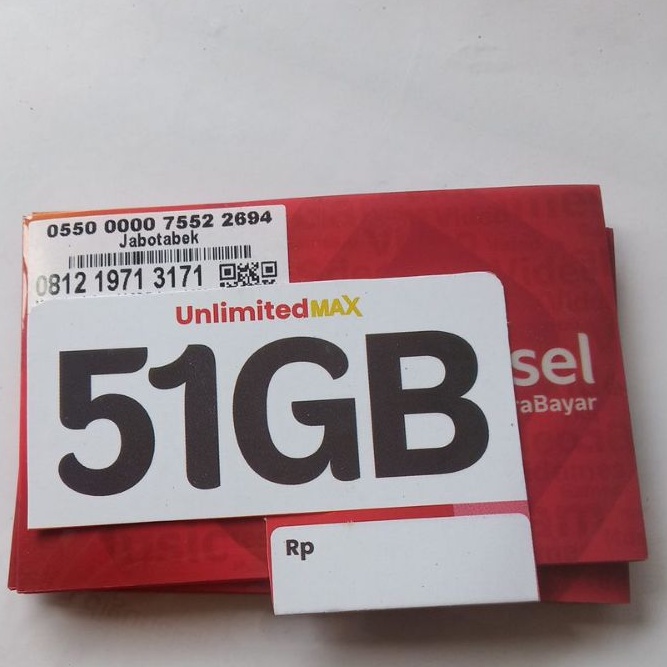 0550 0000 7552 2694
Jabotabek
0812 1971 3171
UnlimitedMAX
51GB
sel
raBayar
Rp